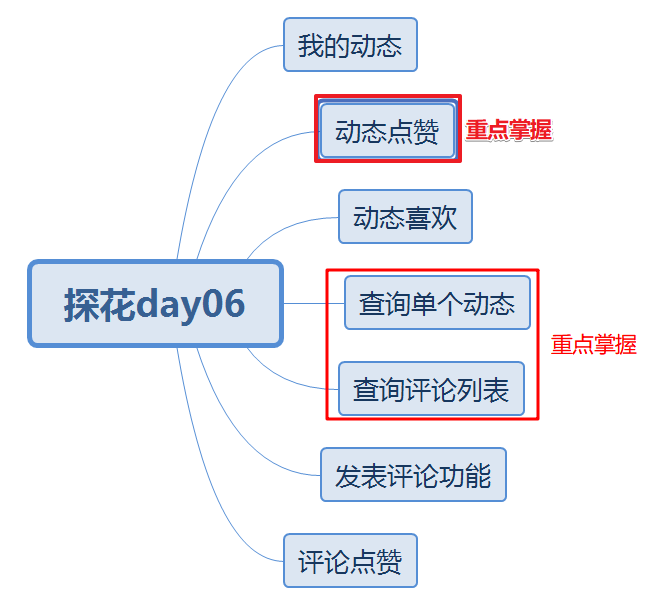 我的动态
动态点赞
重点掌握
动态喜欢
探花day06
查询单个动态
重点掌握
查询评论列表
发表评论功能
评论点赞